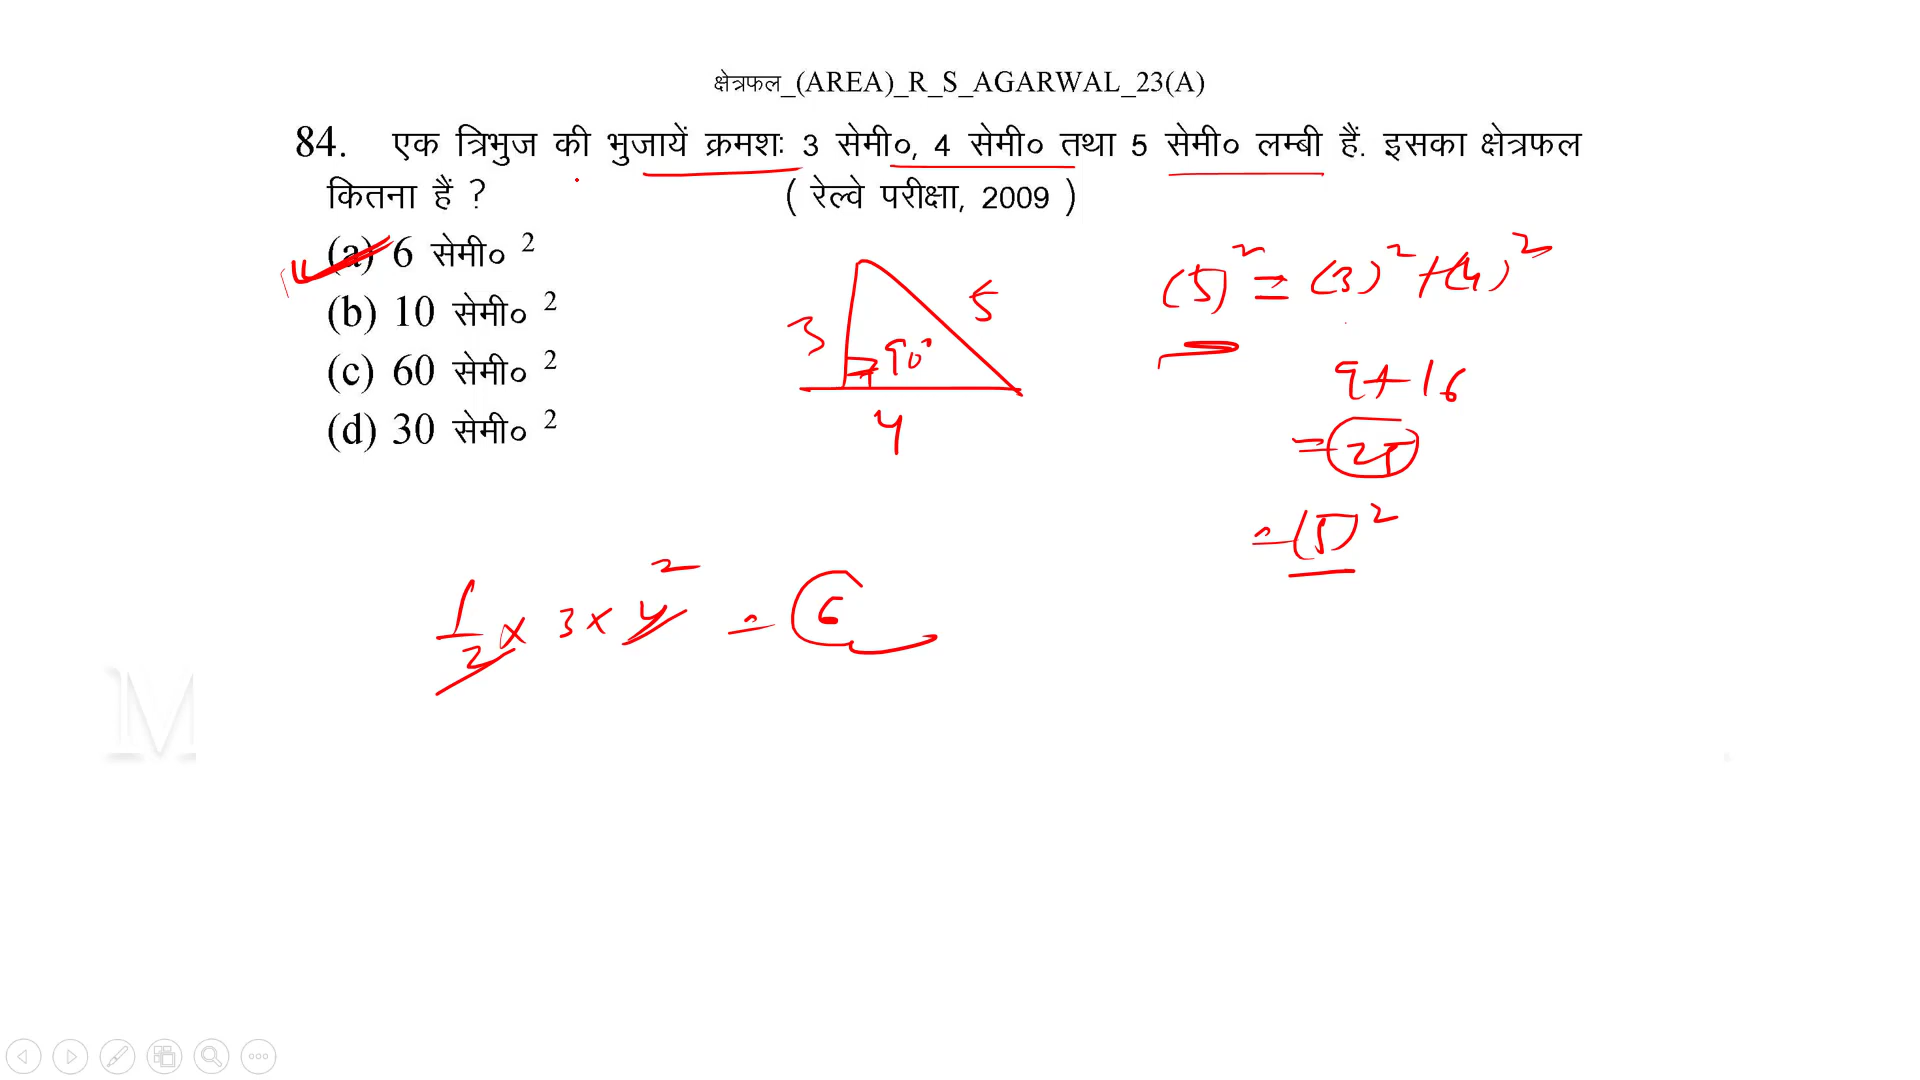 क्षेत्रफल_(AREA)_R_S_AGARWAL_23(A)
84. एक त्रिभुज की भुजायें क्रमशः 3 सेमी०, 4 सेमी० तथा 5 सेमी० लम्बी हैं. इसका क्षेत्रफल
कितना हैं ? ( रेल्वे परीक्षा, 2009 )
(a) 6 सेमी० ²
(b) 10 सेमी० ²
(c) 60 सेमी० ²
(d) 30 सेमी० ²
3 5 90° 4
(5)² = (3)² + (4)²
9 + 16
= 25
= (5)²
1/2 × 3 × 4 2 = 6
M